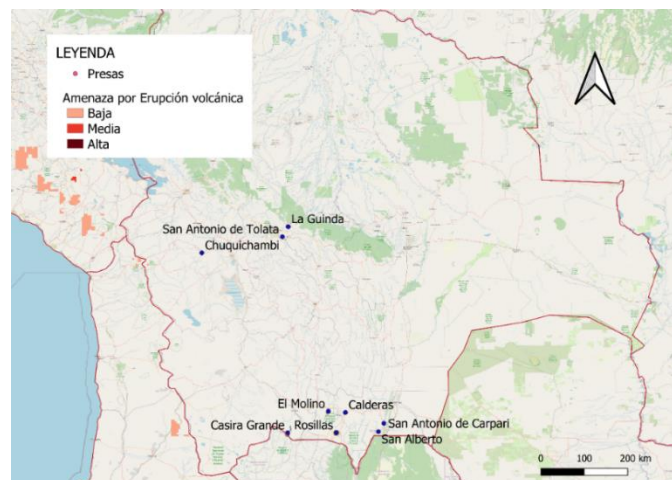 LEYENDA
Presas
Amenaza por Erupción volcánica
Baja
Media
Alta
La Guinda
San Antonio de Tolata
Chuquichambi
El Molino
Calderas
Casira Grande
Rosillas
San Antonio de Carpari
San Alberto
0 100 200 km